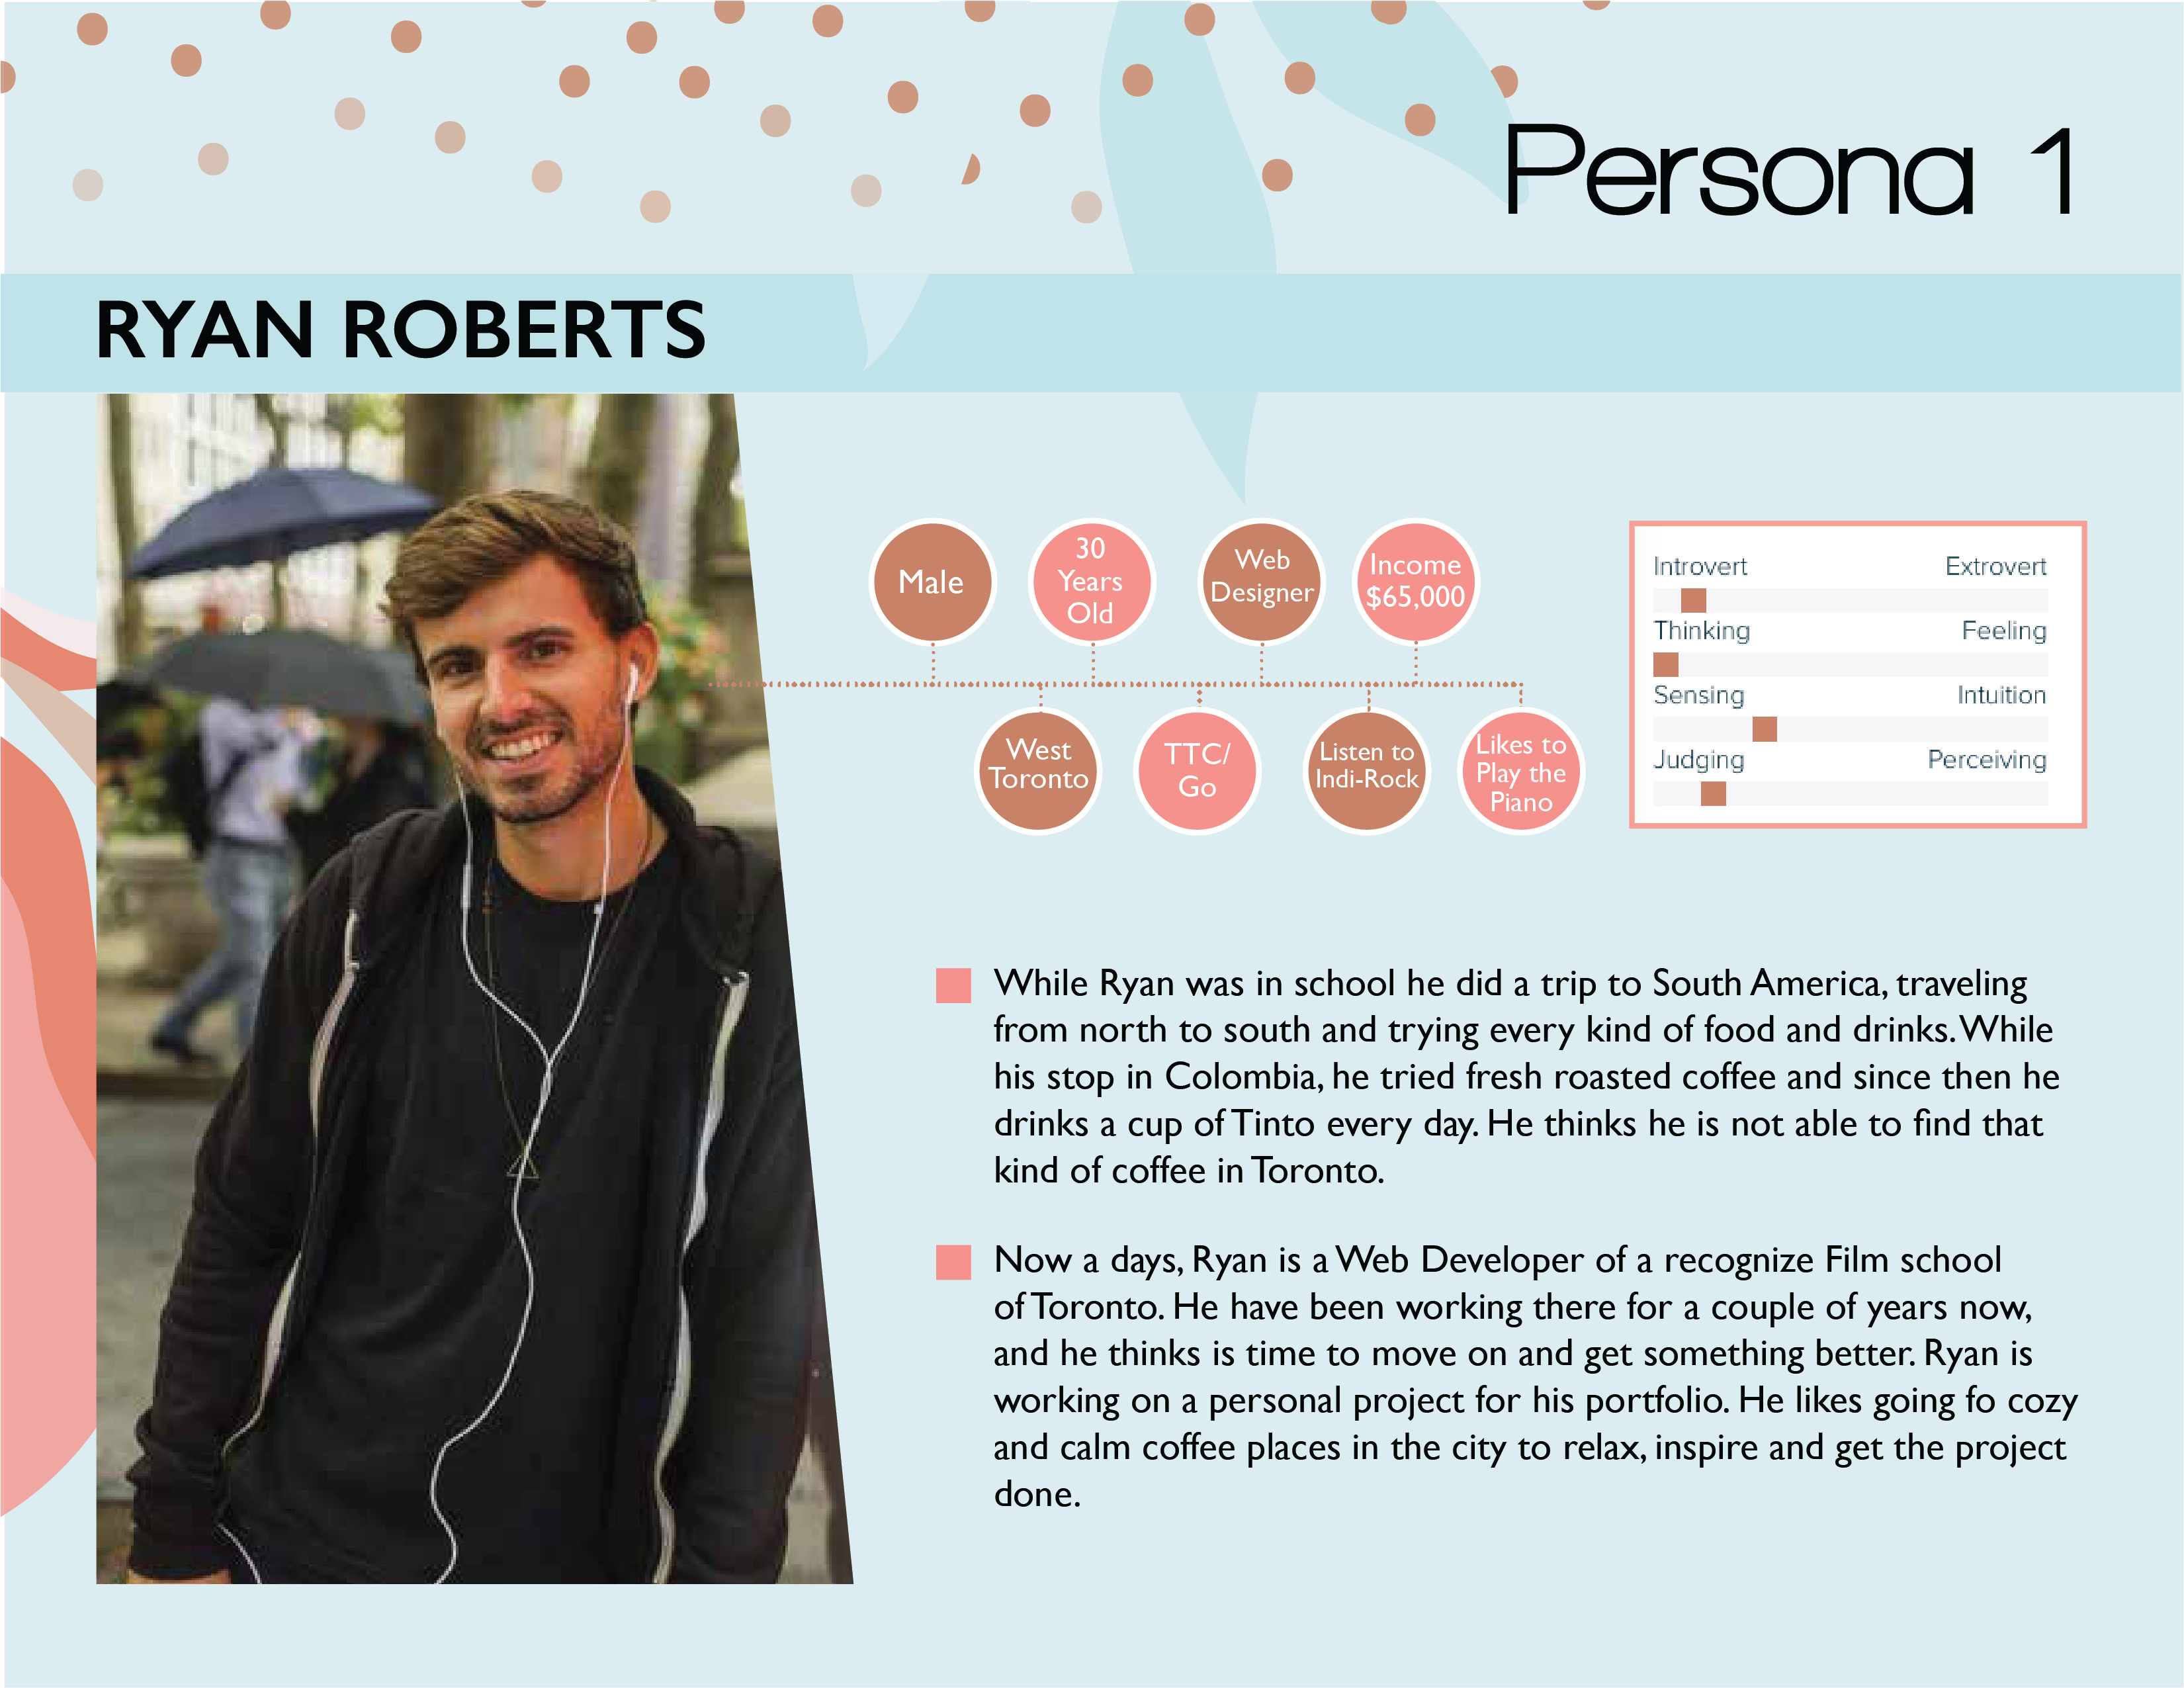 Persona 1
RYAN ROBERTS
Male
30
Years
Old
Web
Designer
Income
$65,000
West
Toronto
TTC/
Go
Listen to
Indi-Rock
Likes to
Play the
Piano
Introvert Extrovert
Thinking Feeling
Sensing Intuition
Judging Perceiving
While Ryan was in school he did a trip to South America, traveling
from north to south and trying every kind of food and drinks. While
his stop in Colombia, he tried fresh roasted coffee and since then he
drinks a cup of Tinto every day. He thinks he is not able to find that
kind of coffee in Toronto.
Now a days, Ryan is a Web Developer of a recognize Film school
of Toronto. He have been working there for a couple of years now,
and he thinks is time to move on and get something better. Ryan is
working on a personal project for his portfolio. He likes going fo cozy
and calm coffee places in the city to relax, inspire and get the project
done.